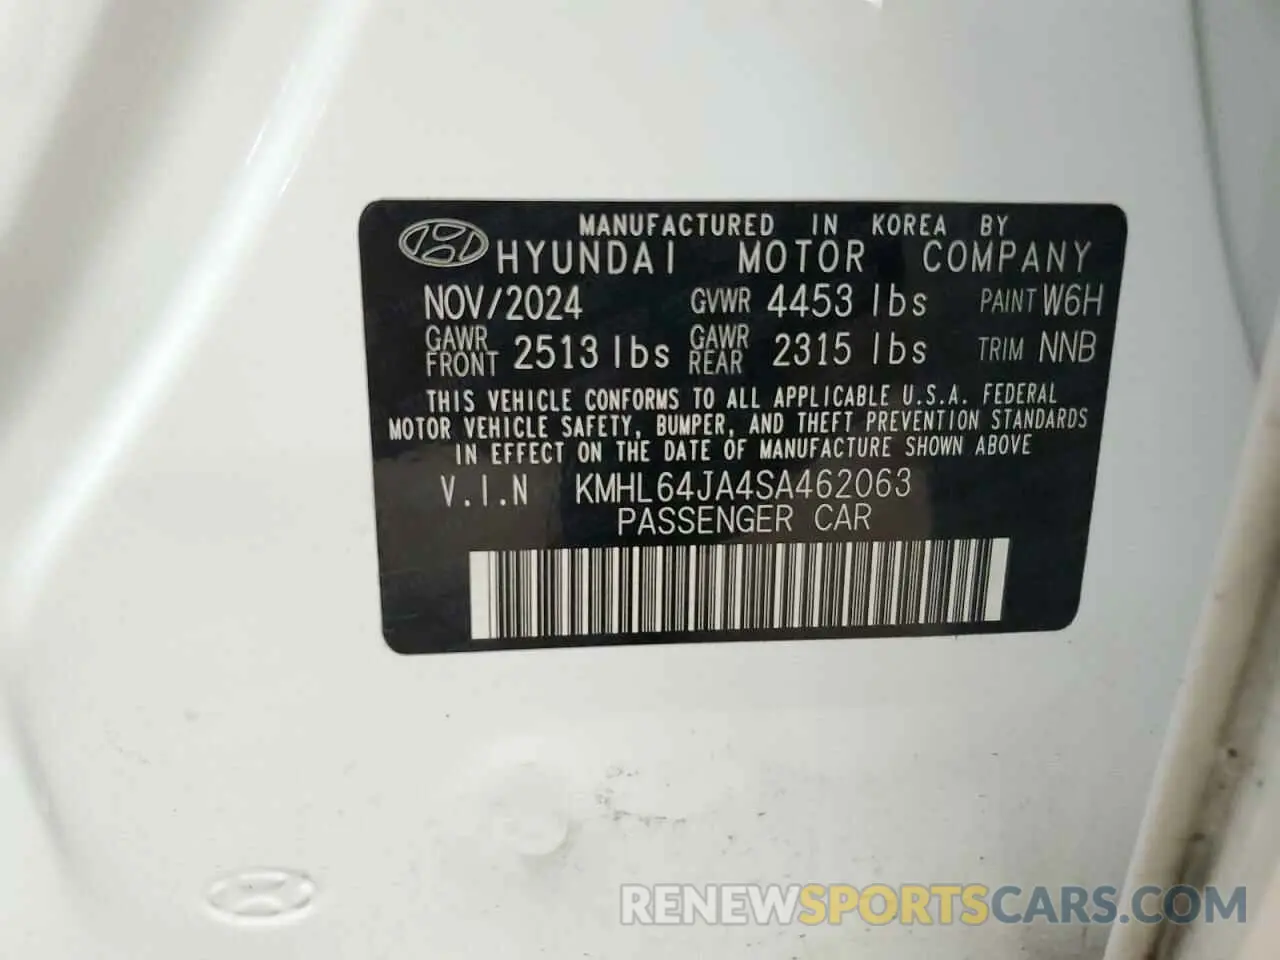 MANUFACTURED IN KOREA BY
HYUNDAI MOTOR COMPANY
NOV/2024 GVWR 4453 lbs PAINT W6H
GAWR FRONT 2513 lbs GAWR REAR 2315 lbs TRIM NNB
THIS VEHICLE CONFORMS TO ALL APPLICABLE U.S.A. FEDERAL
MOTOR VEHICLE SAFETY, BUMPER, AND THEFT PREVENTION STANDARDS
IN EFFECT ON THE DATE OF MANUFACTURE SHOWN ABOVE
V.I.N KMHL64JA4SA462063
PASSENGER CAR
RENEWSPORTSCARS.COM